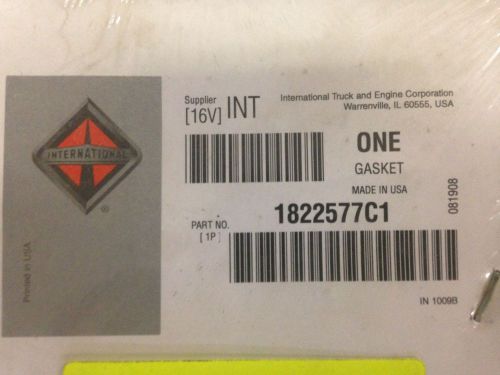 Supplier
[16V] INT
International Truck and Engine Corporation
Warrenville, IL 60555, USA
INTERNATIONAL
®
ONE
GASKET
MADE IN USA
081908
PART NO.
[ 1P ]
1822577C1
Printed in USA
IN 1009B